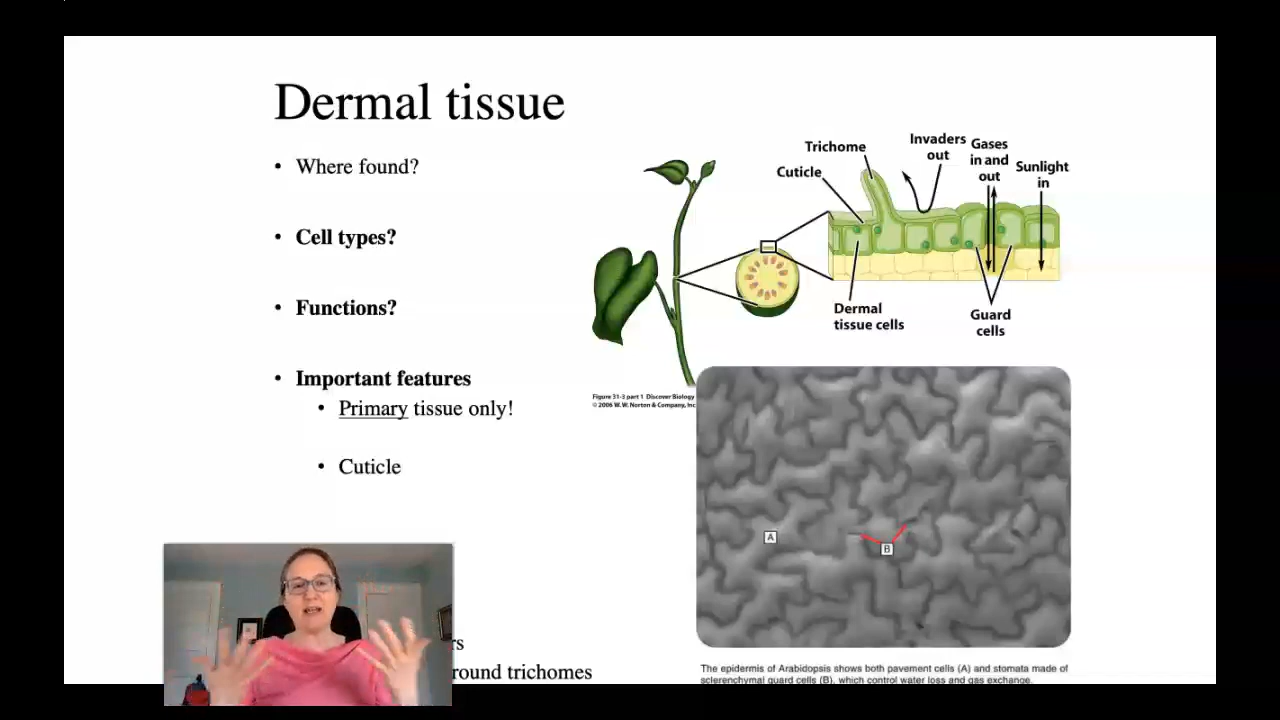 Dermal tissue
• Where found?
• Cell types?
• Functions?
• Important features
• Primary tissue only!
• Cuticle
rs
round trichomes
Trichome
Cuticle
Invaders
out
Gases
in and
out
Sunlight
in
Dermal
tissue cells
Guard
cells
Figure 31-3 part 1 Discover Biology
© 2006 W. W. Norton & Company, Inc
A
B
The epidermis of Arabidopsis shows both pavement cells (A) and stomata made of
sclerenchymal guard cells (B), which control water loss and gas exchange.